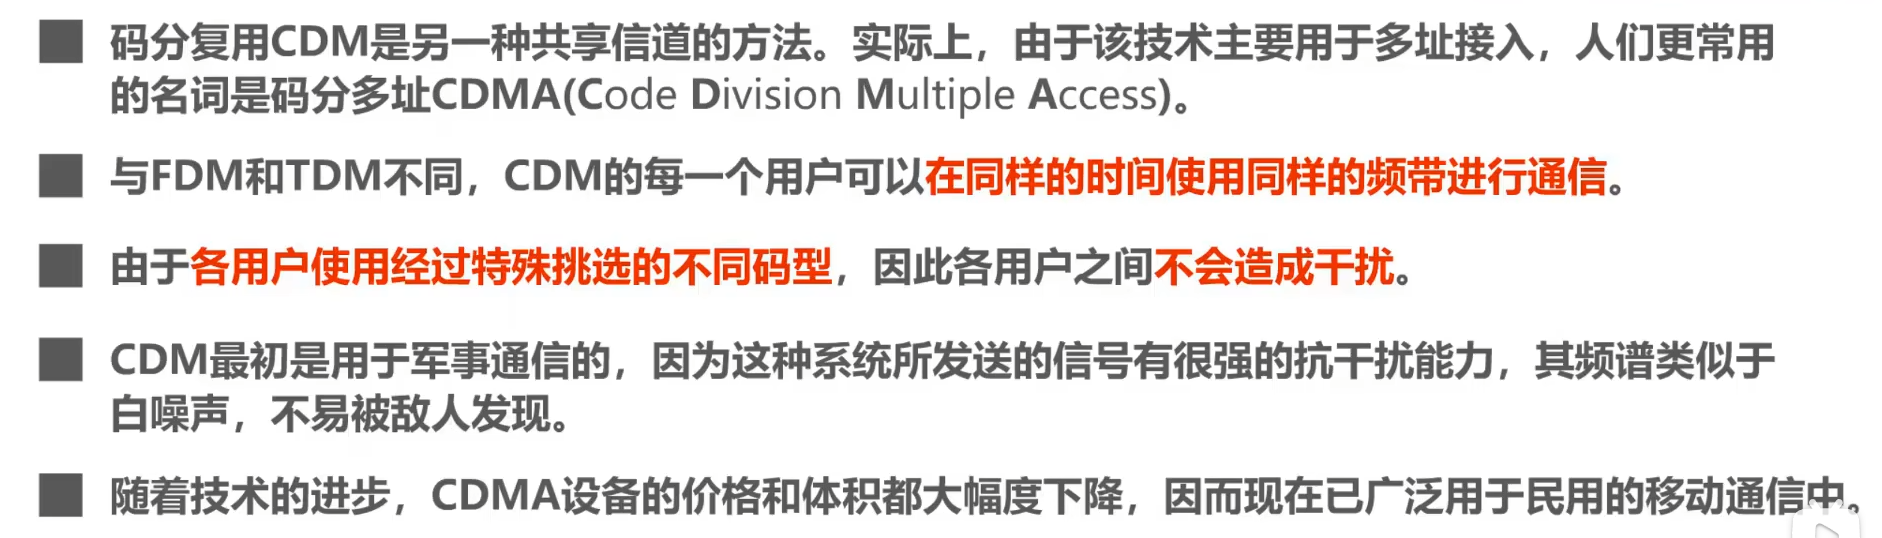 码分复用CDM是另一种共享信道的方法。实际上，由于该技术主要用于多址接入，人们更常用
的名词是码分多址CDMA(Code Division Multiple Access)。
与FDM和TDM不同，CDM的每一个用户可以在同样的时间使用同样的频带进行通信。
由于各用户使用经过特殊挑选的不同码型，因此各用户之间不会造成干扰。
CDM最初是用于军事通信的，因为这种系统所发送的信号有很强的抗干扰能力，其频谱类似于
白噪声，不易被敌人发现。
随着技术的进步，CDMA设备的价格和体积都大幅度下降，因而现在已广泛用于民用的移动通信中。